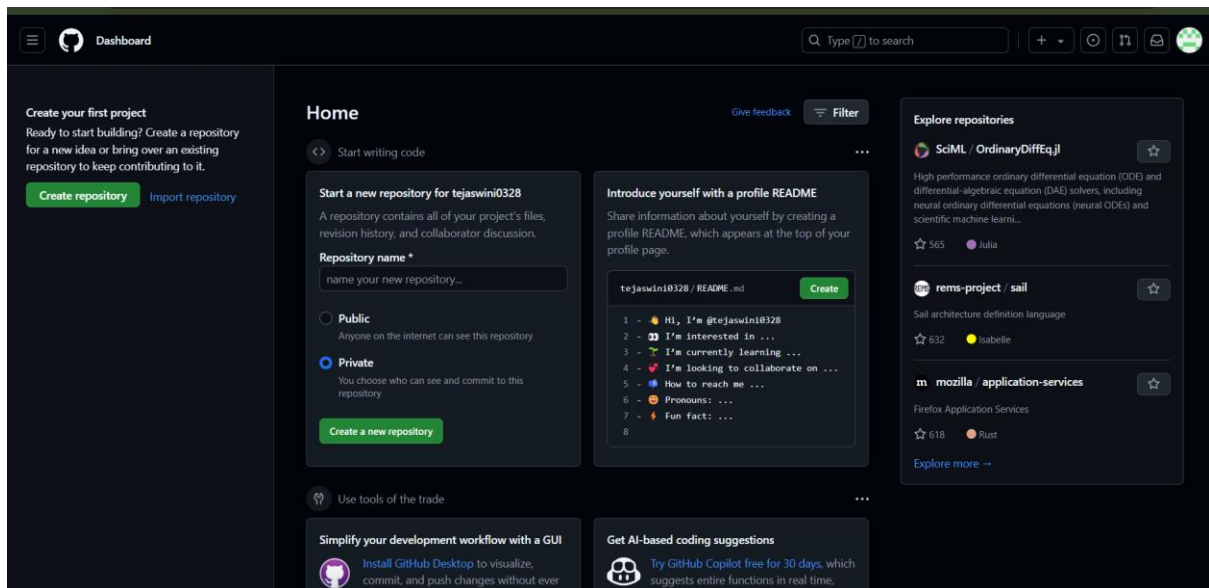 Dashboard
Type / to search
Create your first project
Ready to start building? Create a repository
for a new idea or bring over an existing
repository to keep contributing to it.
Create repository
Import repository
Home
Give feedback
Filter
Start writing code
Start a new repository for tejaswini0328
A repository contains all of your project's files,
revision history, and collaborator discussion.
Repository name *
name your new repository...
Public
Anyone on the internet can see this repository
Private
You choose who can see and commit to this
repository
Create a new repository
Introduce yourself with a profile README
Share information about yourself by creating a
profile README, which appears at the top of your
profile page.
tejaswini0328 / README.md
Create
1 - 👋 Hi, I'm @tejaswini0328
2 - 👀 I'm interested in ...
3 - 🌱 I'm currently learning ...
4 - 💞️ I'm looking to collaborate on ...
5 - 📫 How to reach me ...
6 - 😄 Pronouns: ...
7 - ⚡ Fun fact: ...
8
Use tools of the trade
Simplify your development workflow with a GUI
Install GitHub Desktop to visualize,
commit, and push changes without ever
Get AI-based coding suggestions
Try GitHub Copilot free for 30 days, which
suggests entire functions in real time,
Explore repositories
SciML / OrdinaryDiffEq.jl
High performance ordinary differential equation (ODE) and
differential-algebraic equation (DAE) solvers, including
neural ordinary differential equations (neural ODEs) and
scientific machine learni...
565 Julia
REMS rems-project / sail
Sail architecture definition language
632 Isabelle
m mozilla / application-services
Firefox Application Services
618 Rust
Explore more →